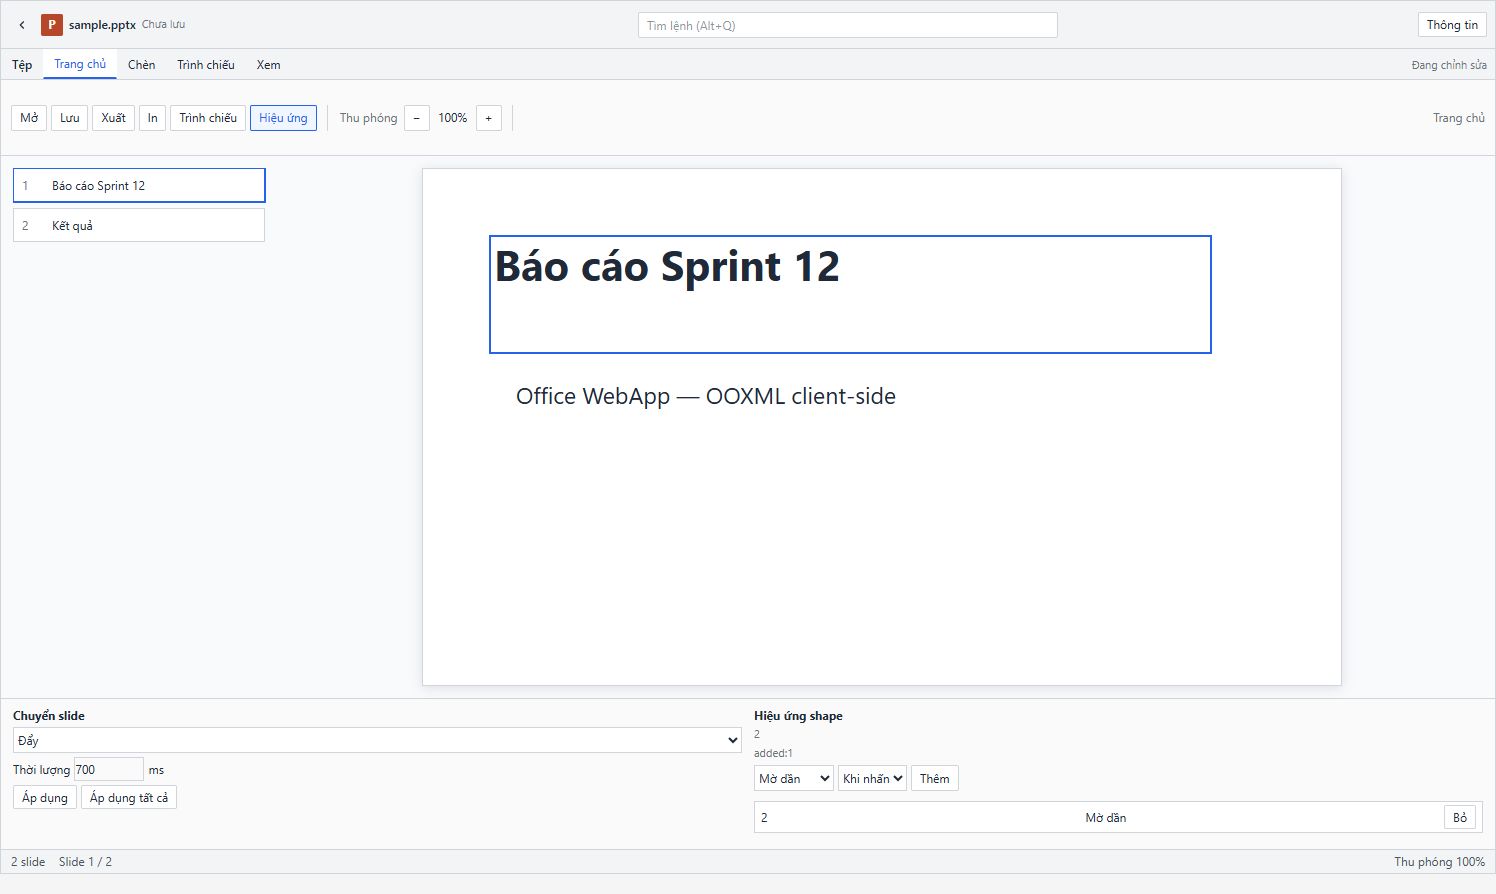 ‹ P sample.pptx Chưa lưu Tìm lệnh (Alt+Q) Thông tin
Tệp Trang chủ Chèn Trình chiếu Xem Đang chỉnh sửa
Mở Lưu Xuất In Trình chiếu Hiệu ứng Thu phóng − 100% + Trang chủ
1 Báo cáo Sprint 12
2 Kết quả
Báo cáo Sprint 12
Office WebApp — OOXML client-side
Chuyển slide
Đẩy
Thời lượng 700 ms
Áp dụng Áp dụng tất cả
Hiệu ứng shape
2
added:1
Mờ dần Khi nhấn Thêm
2 Mờ dần Bỏ
2 slide Slide 1 / 2 Thu phóng 100%